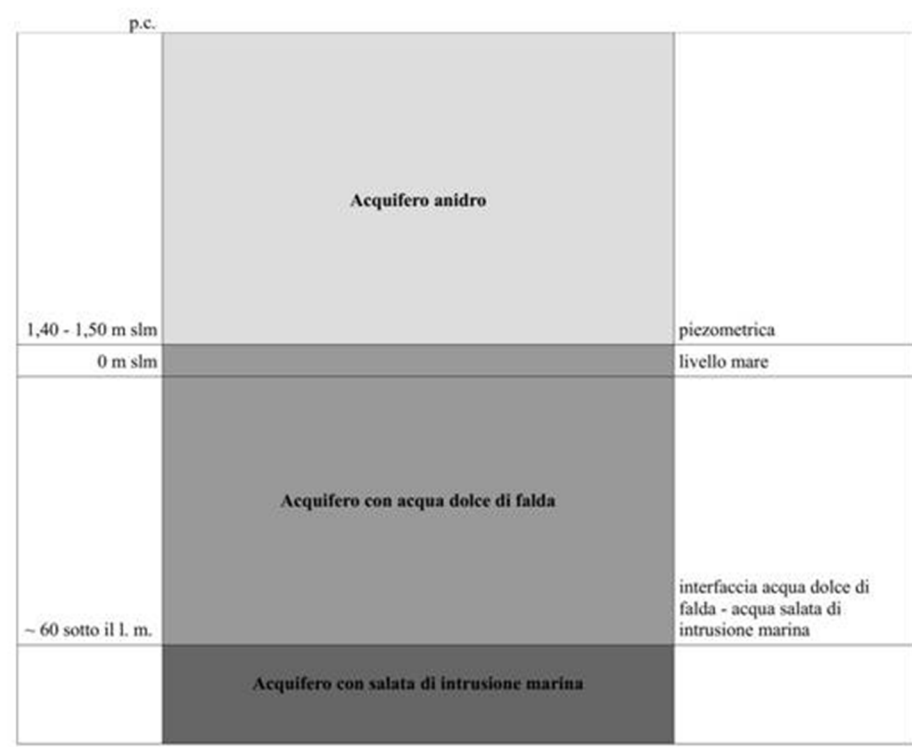 p.c.
Acquifero anidro
1,40 - 1,50 m slm
piezometrica
0 m slm
livello mare
Acquifero con acqua dolce di falda
interfaccia acqua dolce di
falda - acqua salata di
~ 60 sotto il l. m.
intrusione marina
Acquifero con salata di intrusione marina